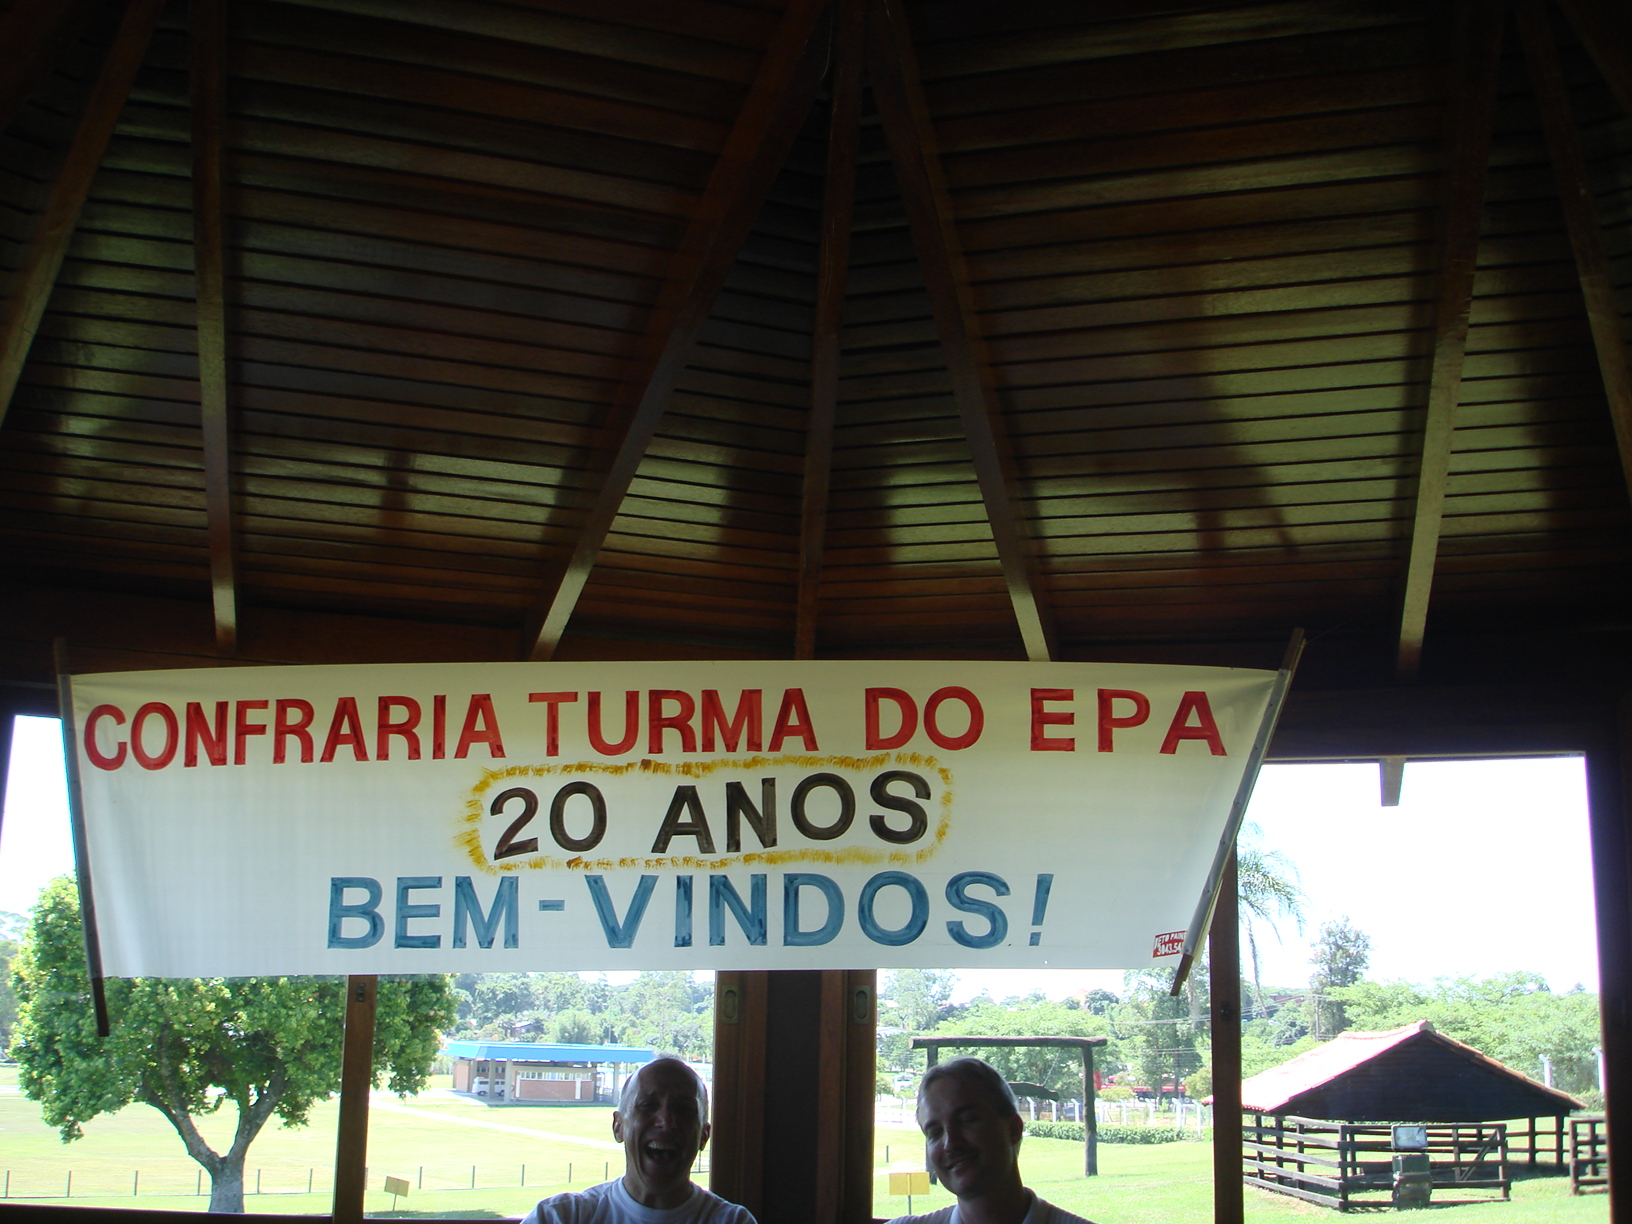 CONFRARIA TURMA DO EPA
20 ANOS
BEM-VINDOS!